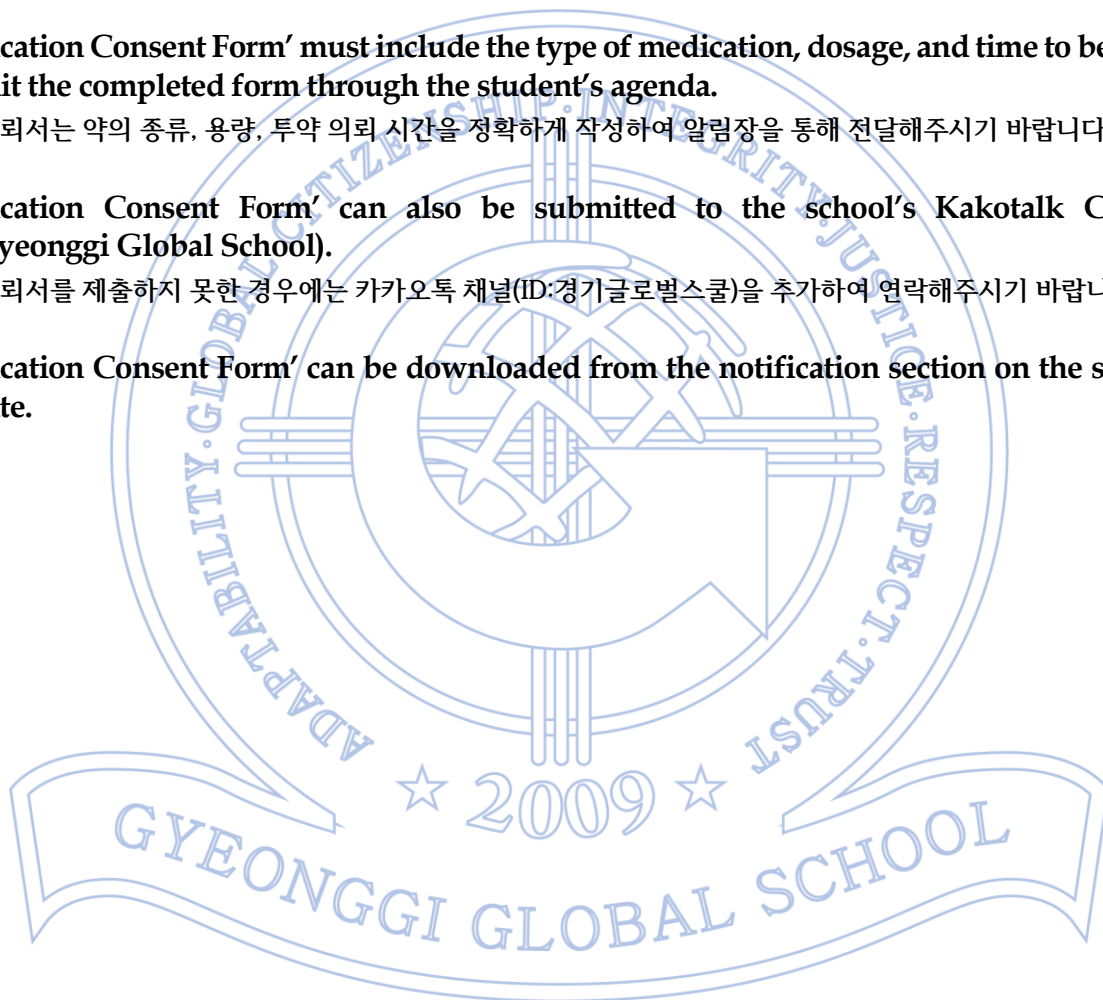 ication Consent Form’ must include the type of medication, dosage, and time to be
it the completed form through the student’s agenda.
뢰서는 약의 종류, 용량, 투약 의뢰 시간을 정확하게 작성하여 알림장을 통해 전달해주시기 바랍니다
ication Consent Form’ can also be submitted to the school’s Kakotalk C
yeonggi Global School).
뢰서를 제출하지 못한 경우에는 카카오톡 채널(ID:경기글로벌스쿨)을 추가하여 연락해주시기 바랍니
ication Consent Form’ can be downloaded from the notification section on the s
te.
ADAPTABILITY·GLOBAL CITIZENSHIP·INTEGRITY·JUSTICE·RESPECT·TRUST
2009
GYEONGGI GLOBAL SCHOOL